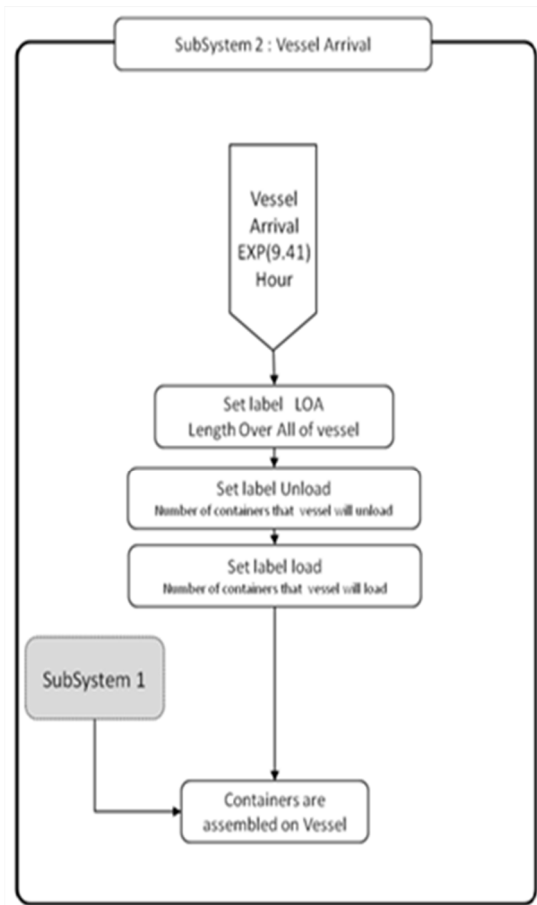 SubSystem 2 : Vessel Arrival
Vessel
Arrival
EXP(9.41)
Hour
Set label LOA
Length Over All of vessel
Set label Unload
Number of containers that vessel will unload
Set label load
Number of containers that vessel will load
SubSystem 1
Containers are
assembled on Vessel